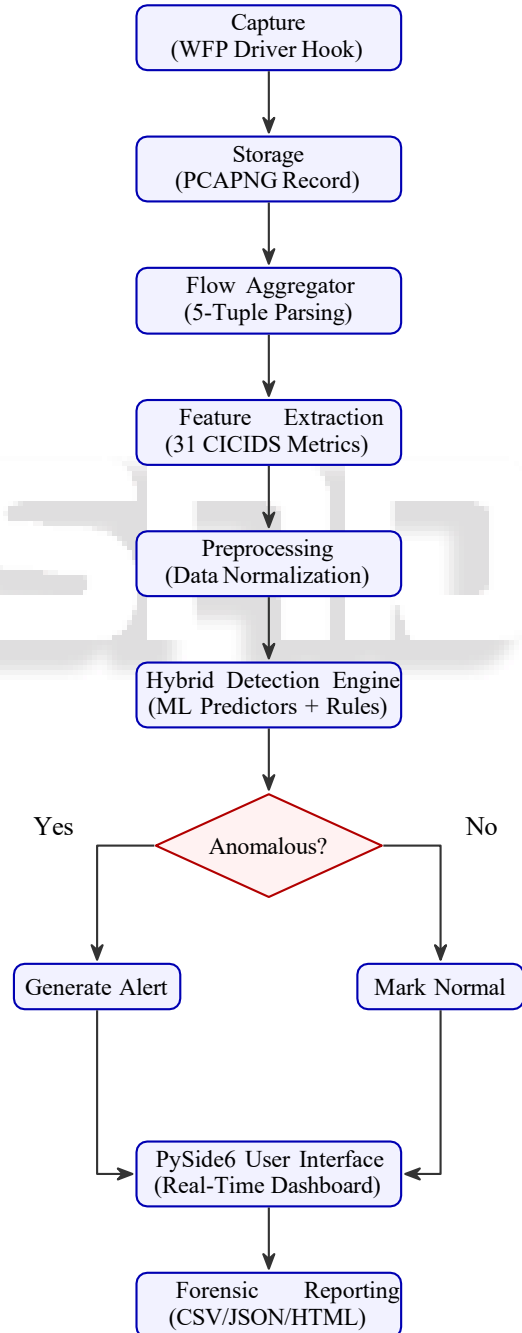 Capture
(WFP Driver Hook)
Storage
(PCAPNG Record)
Flow Aggregator
(5-Tuple Parsing)
Feature Extraction
(31 CICIDS Metrics)
Preprocessing
(Data Normalization)
Hybrid Detection Engine
(ML Predictors + Rules)
Yes
No
Anomalous?
Generate Alert
Mark Normal
PySide6 User Interface
(Real-Time Dashboard)
Forensic Reporting
(CSV/JSON/HTML)